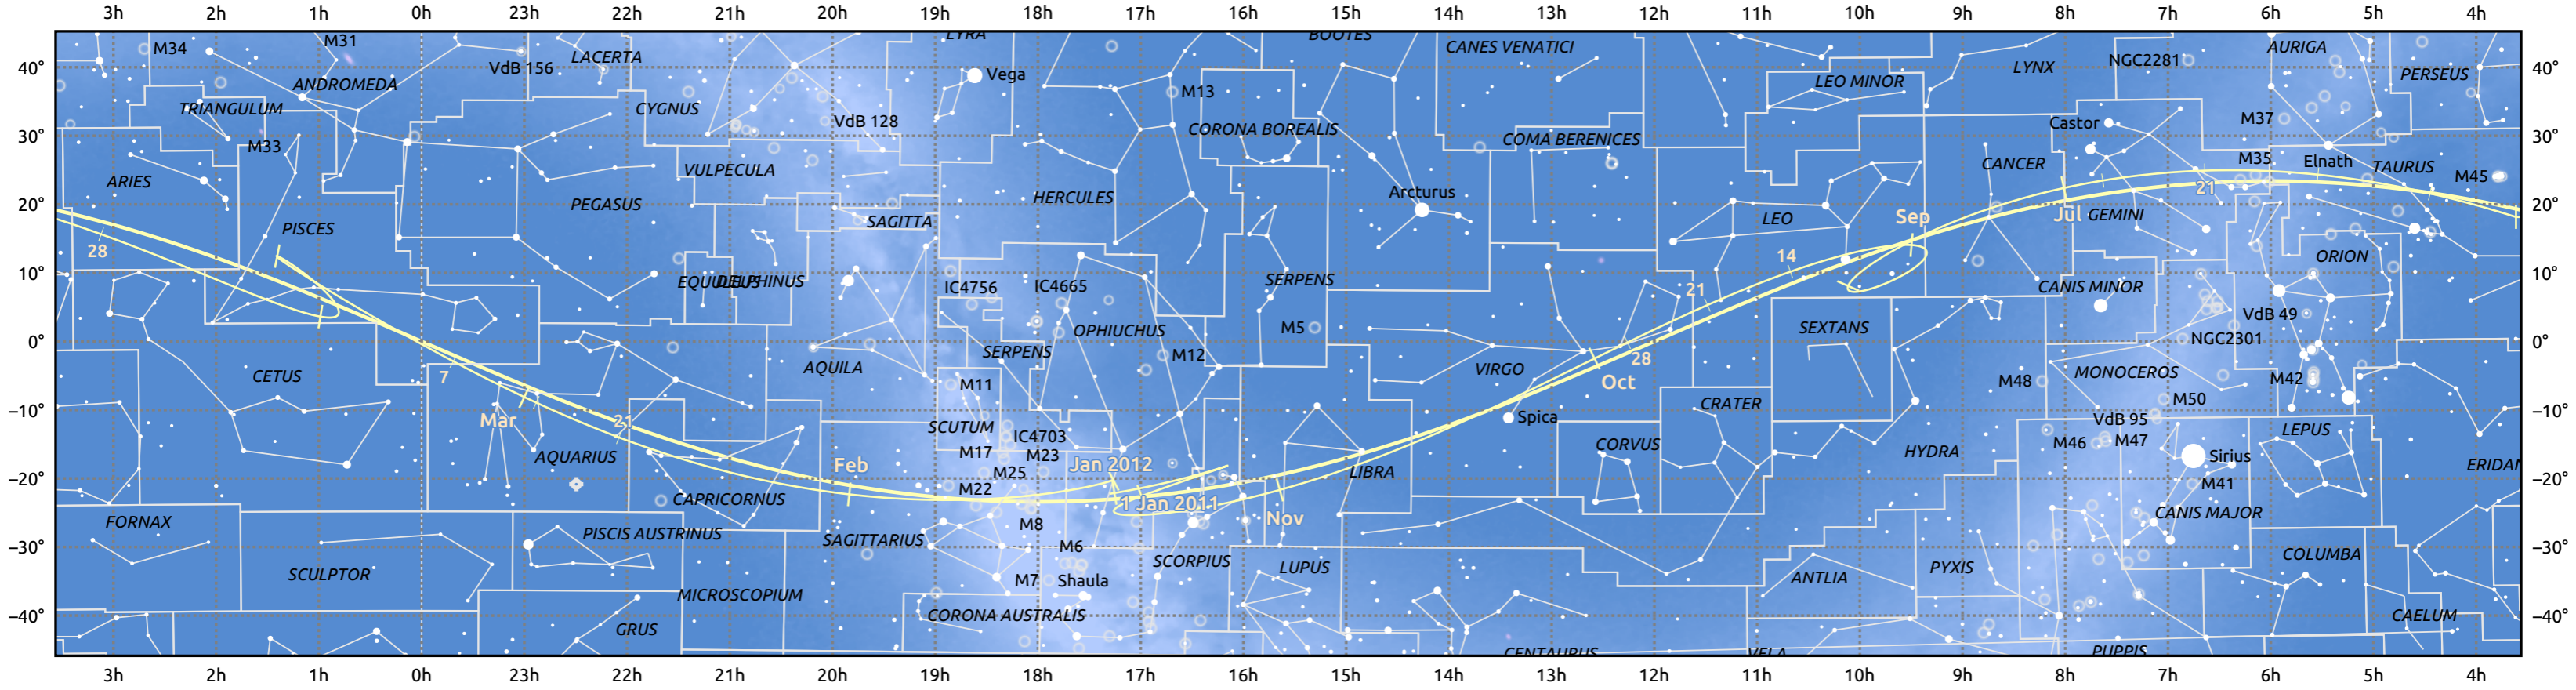 3h 2h 1h 0h 23h 22h 21h 20h 19h 18h 17h 16h 15h 14h 13h 12h 11h 10h 9h 8h 7h 6h 5h 4h
M34 M31 LACERTA LYRA BOOTES CANES VENATICI AURIGA
VdB 156 LYNX NGC2281
40° ANDROMEDA Vega LEO MINOR PERSEUS 40°
TRIANGULUM CYGNUS VdB 128 M13 M37
30° M33 CORONA BOREALIS COMA BERENICES Castor 30°
ARIES VULPECULA CANCER M35 Elnath TAURUS M45
PEGASUS HERCULES Arcturus 21
20° PISCES SAGITTA LEO Sep Jul GEMINI 20°
28 14 ORION
10° EQUULEUS DELPHINUS IC4756 IC4665 SERPENS 21 CANIS MINOR 10°
OPHIUCHUS M5 SEXTANS VdB 49
0° SERPENS M12 28 NGC2301 0°
CETUS 7 AQUILA M11 VIRGO Oct M48 MONOCEROS M42
−10° Mar 21 SCUTUM Spica CRATER M50 −10°
IC4703 VdB 95 LEPUS
AQUARIUS Feb M17 M23 Jan 2012 CORVUS HYDRA M46 M47 Sirius
−20° CAPRICORNUS M25 LIBRA ERIDAN −20°
M22 1 Jan 2011 M41
FORNAX M8 Nov CANIS MAJOR
−30° PISCIS AUSTRINUS SAGITTARIUS M6 −30°
SCULPTOR SCORPIUS LUPUS PYXIS COLUMBA
M7 Shaula ANTLIA
MICROSCOPIUM
−40° GRUS CORONA AUSTRALIS CAELUM −40°
CENTAURUS VELA PUPPIS
3h 2h 1h 0h 23h 22h 21h 20h 19h 18h 17h 16h 15h 14h 13h 12h 11h 10h 9h 8h 7h 6h 5h 4h